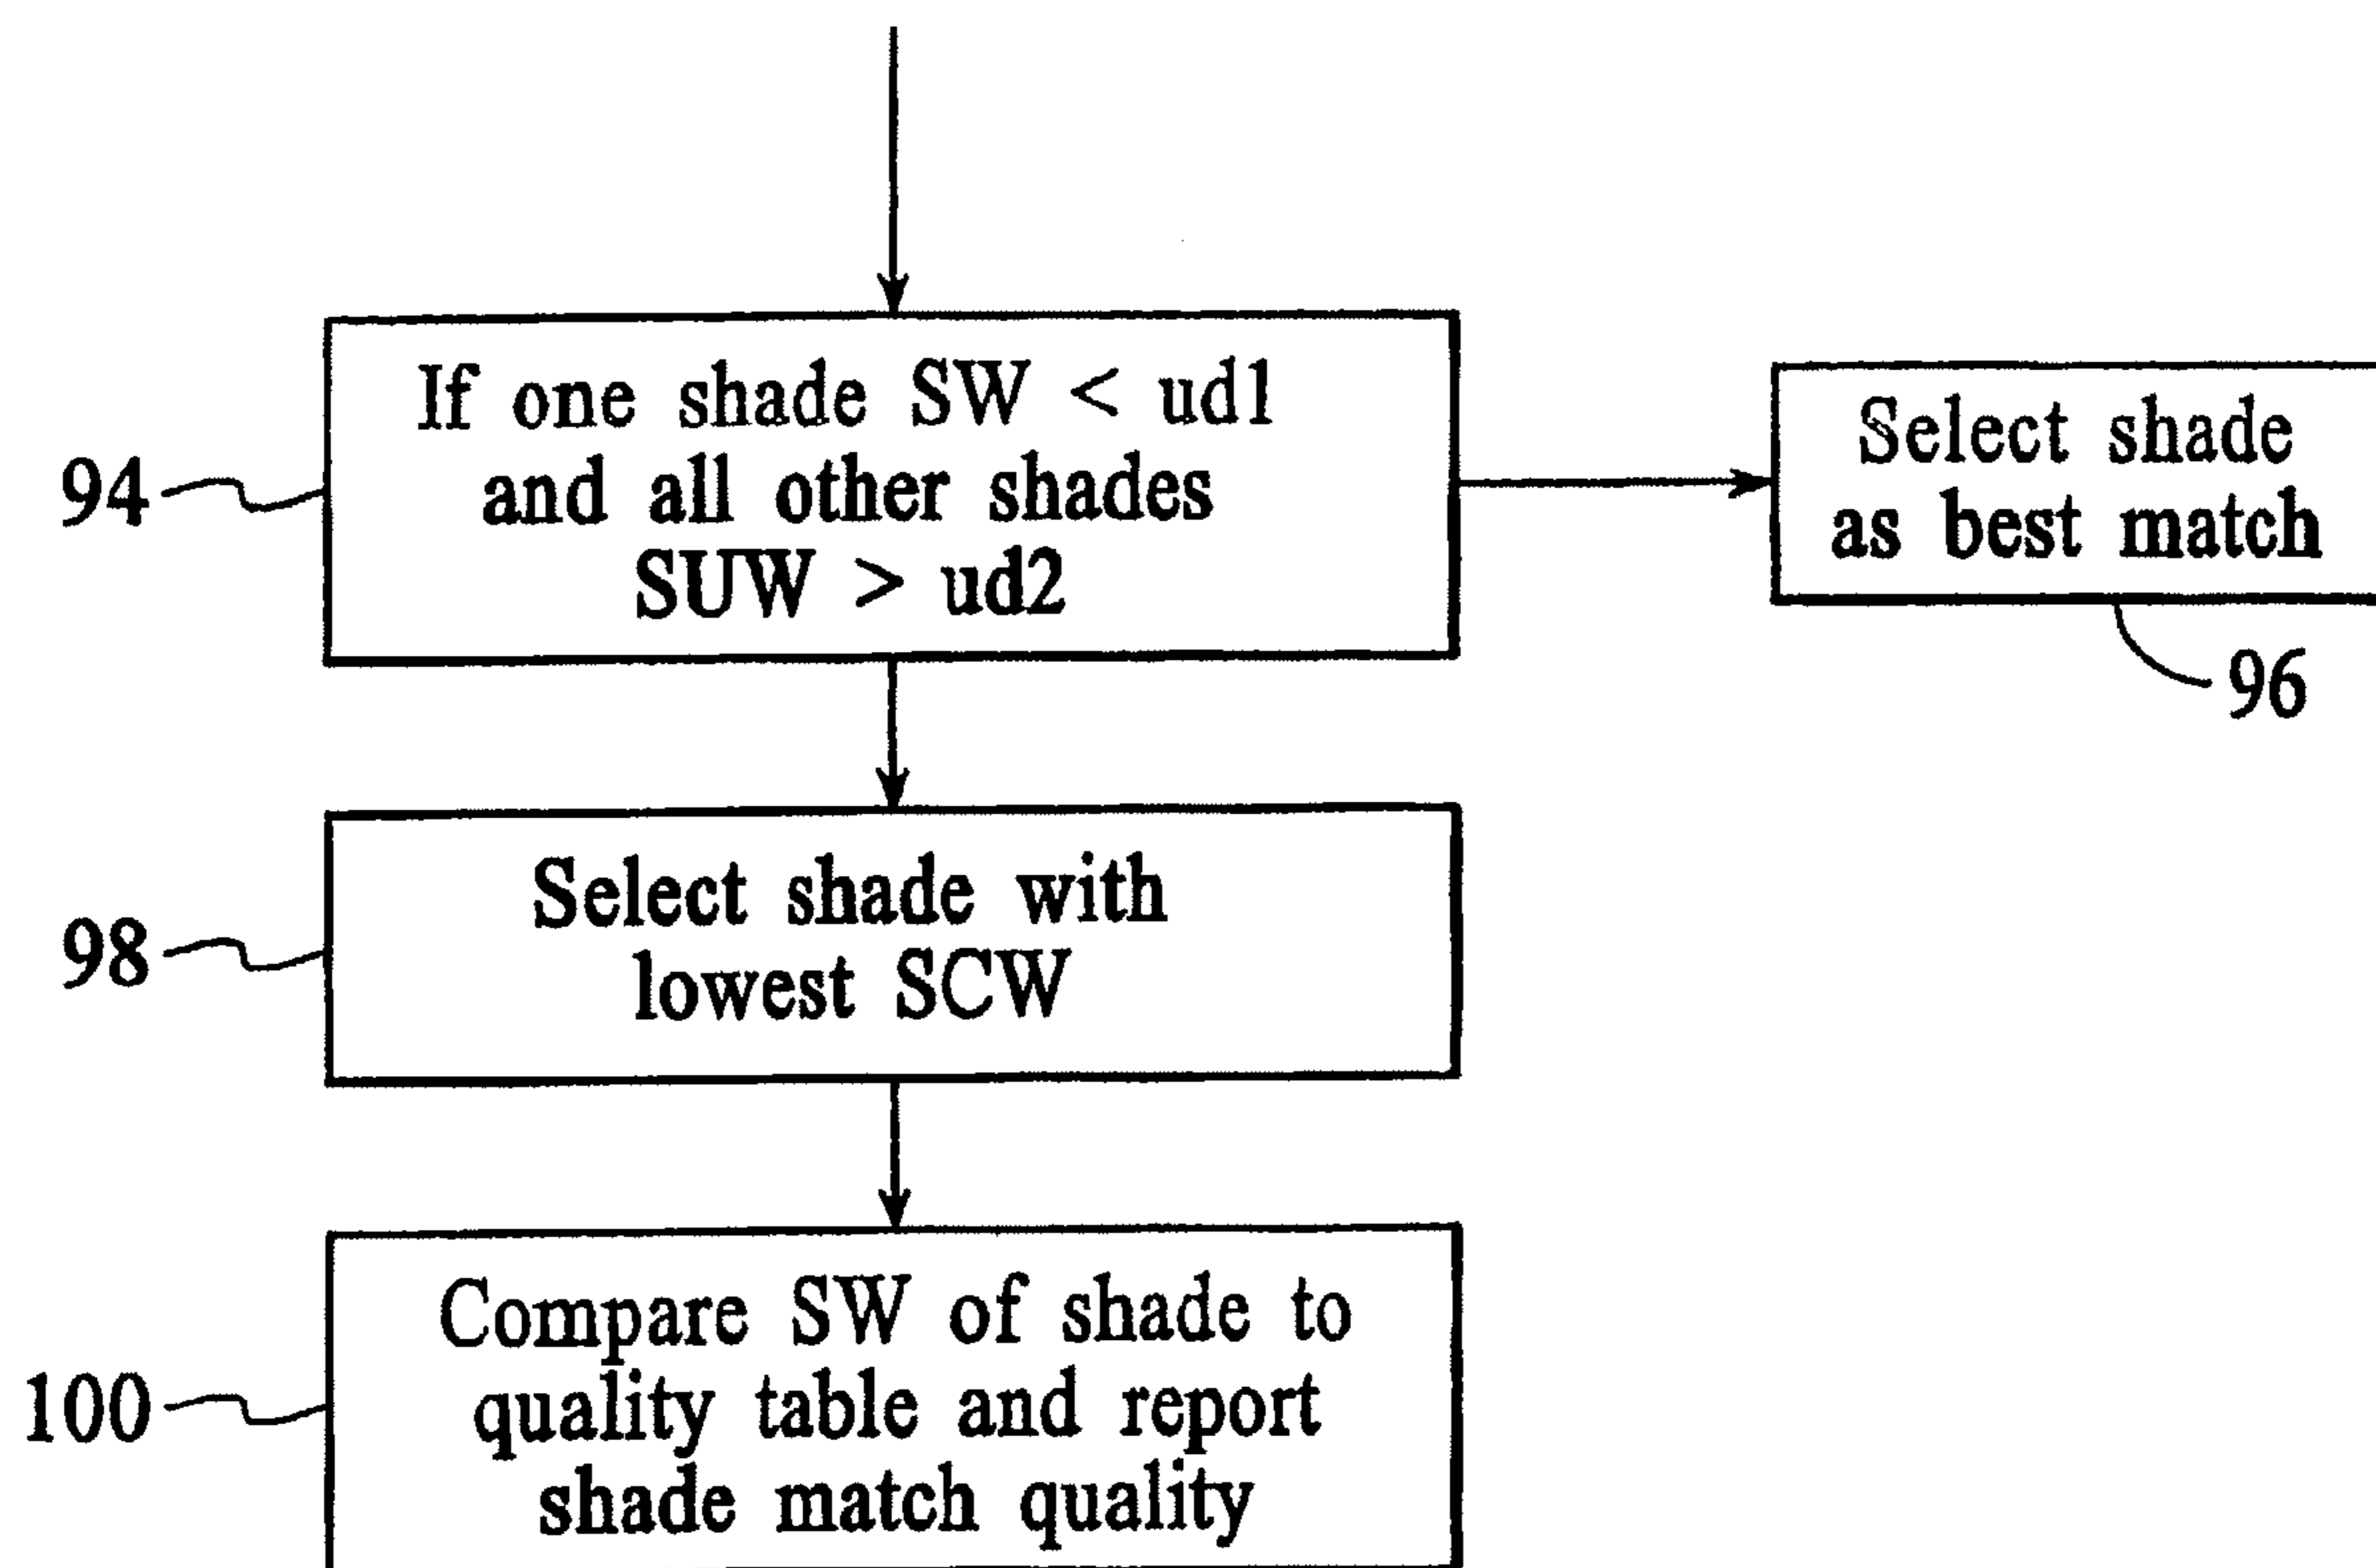 If one shade SW < ud1
and all other shades
SUW > ud2
94
Select shade
as best match
96
Select shade with
lowest SCW
98
Compare SW of shade to
quality table and report
shade match quality
100